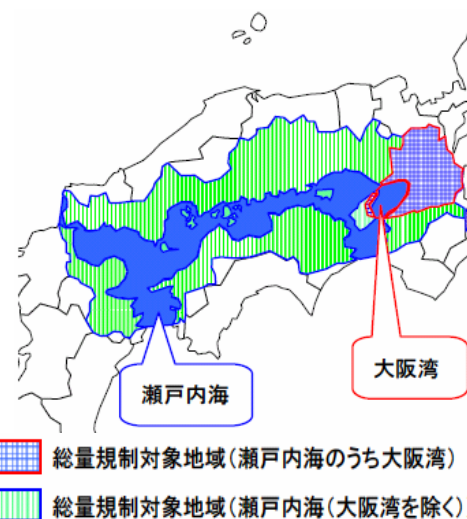 大阪湾
瀬戸内海
総量規制対象地域(瀬戸内海のうち大阪湾)
総量規制対象地域(瀬戸内海(大阪湾を除く)